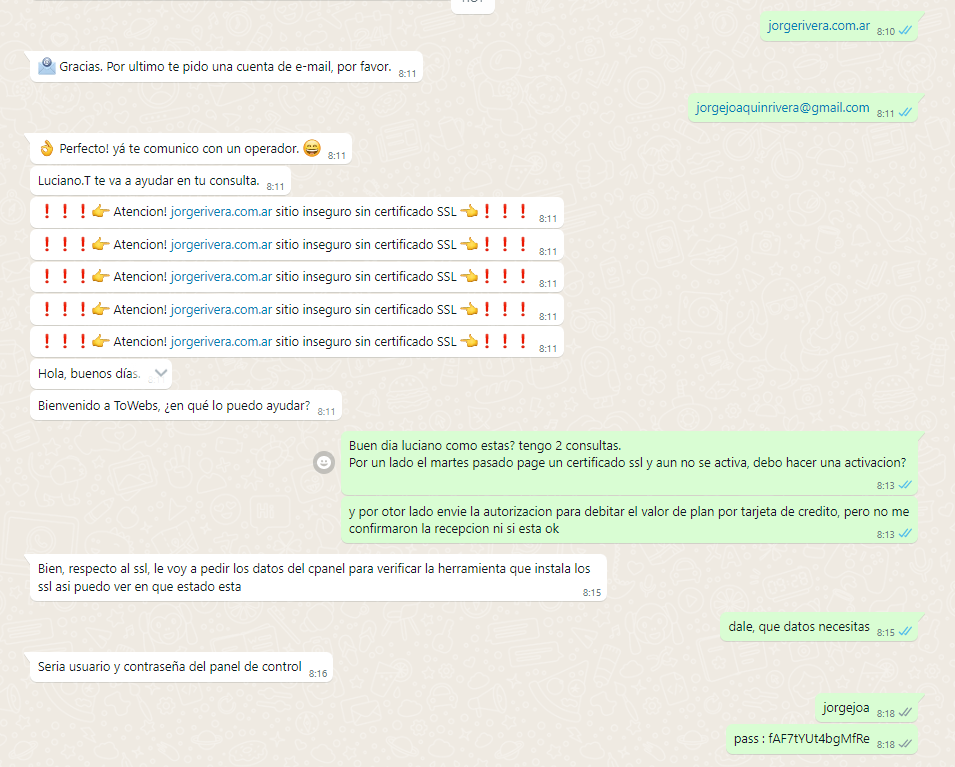 jorgerivera.com.ar 8:10
Gracias. Por ultimo te pido una cuenta de e-mail, por favor. 8:11
jorgejoaquinrivera@gmail.com 8:11
Perfecto! yá te comunico con un operador. 8:11
Luciano.T te va a ayudar en tu consulta. 8:11
❗❗❗👉 Atencion! jorgerivera.com.ar sitio inseguro sin certificado SSL 👈❗❗❗ 8:11
❗❗❗👉 Atencion! jorgerivera.com.ar sitio inseguro sin certificado SSL 👈❗❗❗ 8:11
❗❗❗👉 Atencion! jorgerivera.com.ar sitio inseguro sin certificado SSL 👈❗❗❗ 8:11
❗❗❗👉 Atencion! jorgerivera.com.ar sitio inseguro sin certificado SSL 👈❗❗❗ 8:11
❗❗❗👉 Atencion! jorgerivera.com.ar sitio inseguro sin certificado SSL 👈❗❗❗ 8:11
Hola, buenos días.
Bienvenido a ToWebs, ¿en qué lo puedo ayudar? 8:11
Buen dia luciano como estas? tengo 2 consultas.
Por un lado el martes pasado page un certificado ssl y aun no se activa, debo hacer una activacion?
8:13
y por otor lado envie la autorizacion para debitar el valor de plan por tarjeta de credito, pero no me
confirmaron la recepcion ni si esta ok 8:13
Bien, respecto al ssl, le voy a pedir los datos del cpanel para verificar la herramienta que instala los
ssl asi puedo ver en que estado esta 8:15
dale, que datos necesitas 8:15
Seria usuario y contraseña del panel de control 8:16
jorgejoa 8:18
pass : fAF7tYUt4bgMfRe 8:18